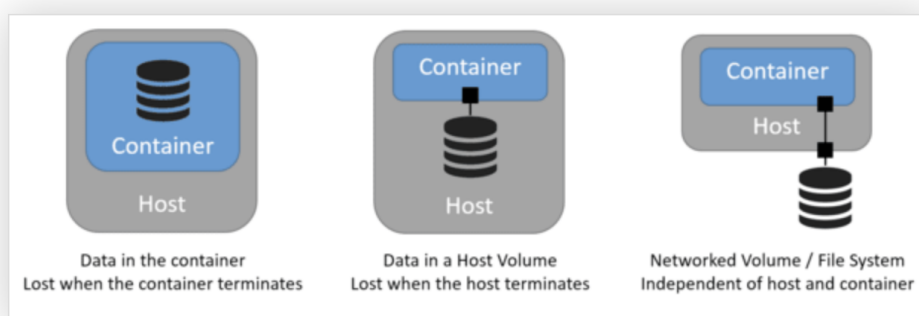 Container
Host
Data in the container
Lost when the container terminates
Container
Host
Data in a Host Volume
Lost when the host terminates
Container
Host
Networked Volume / File System
Independent of host and container